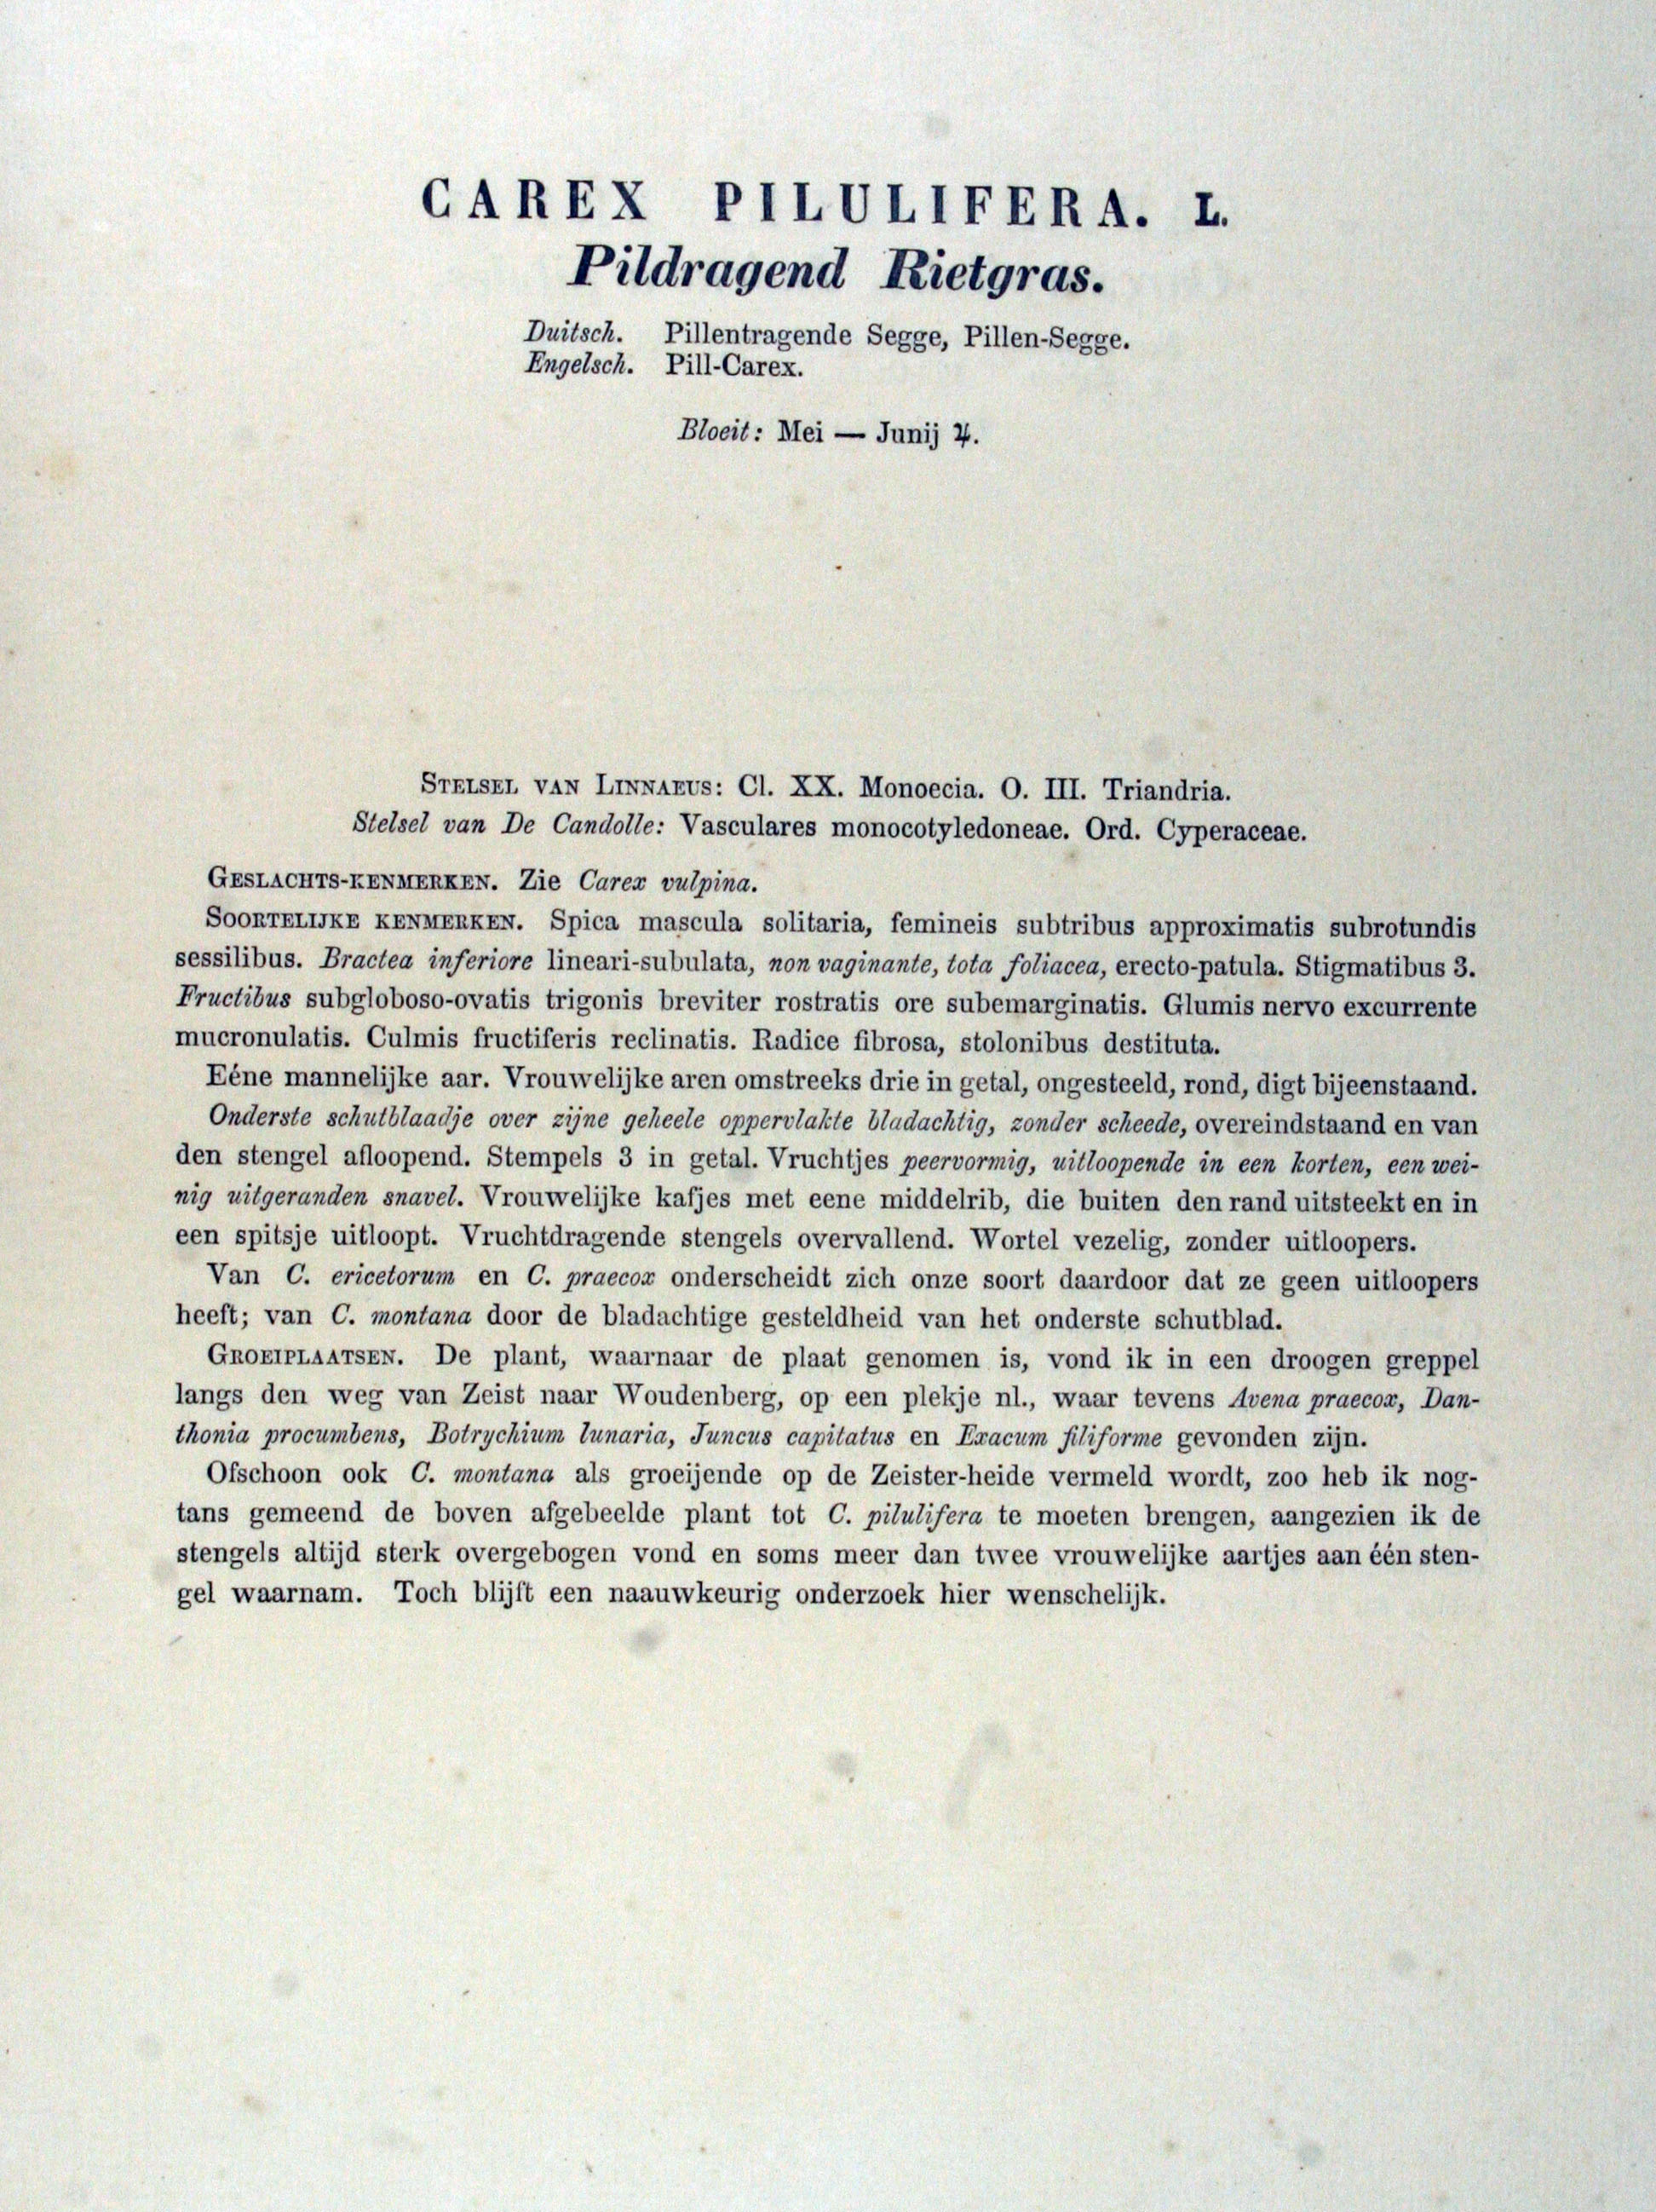 CAREX PILULIFERA. L.
Pildragend Rietgras.
Duitsch. Pillentragende Segge, Pillen-Segge.
Engelsch. Pill-Carex.
Bloeit: Mei — Junij ♃.
STELSEL VAN LINNAEUS: Cl. XX. Monoecia. O. III. Triandria.
Stelsel van De Candolle: Vasculares monocotyledoneae. Ord. Cyperaceae.
GESLACHTS-KENMERKEN. Zie Carex vulpina.
SOORTELIJKE KENMERKEN. Spica mascula solitaria, femineis subtribus approximatis subrotundis
sessilibus. Bractea inferiore lineari-subulata, non vaginante, tota foliacea, erecto-patula. Stigmatibus 3.
Fructibus subgloboso-ovatis trigonis breviter rostratis ore subemarginatis. Glumis nervo excurrente
mucronulatis. Culmis fructiferis reclinatis. Radice fibrosa, stolonibus destituta.
Eéne mannelijke aar. Vrouwelijke aren omstreeks drie in getal, ongesteeld, rond, digt bijeenstaand.
Onderste schutblaadje over zijne geheele oppervlakte bladachtig, zonder scheede, overeindstaand en van
den stengel afloopend. Stempels 3 in getal. Vruchtjes peervormig, uitloopende in een korten, een wei-
nig uitgeranden snavel. Vrouwelijke kafjes met eene middelrib, die buiten den rand uitsteekt en in
een spitsje uitloopt. Vruchtdragende stengels overvallend. Wortel vezelig, zonder uitloopers.
Van C. ericetorum en C. praecox onderscheidt zich onze soort daardoor dat ze geen uitloopers
heeft; van C. montana door de bladachtige gesteldheid van het onderste schutblad.
GROEIPLAATSEN. De plant, waarnaar de plaat genomen is, vond ik in een droogen greppel
langs den weg van Zeist naar Woudenberg, op een plekje nl., waar tevens Avena praecox, Dan-
thonia procumbens, Botrychium lunaria, Juncus capitatus en Exacum filiforme gevonden zijn.
Ofschoon ook C. montana als groeijende op de Zeister-heide vermeld wordt, zoo heb ik nog-
tans gemeend de boven afgebeelde plant tot C. pilulifera te moeten brengen, aangezien ik de
stengels altijd sterk overgebogen vond en soms meer dan twee vrouwelijke aartjes aan één sten-
gel waarnam. Toch blijft een naauwkeurig onderzoek hier wenschelijk.